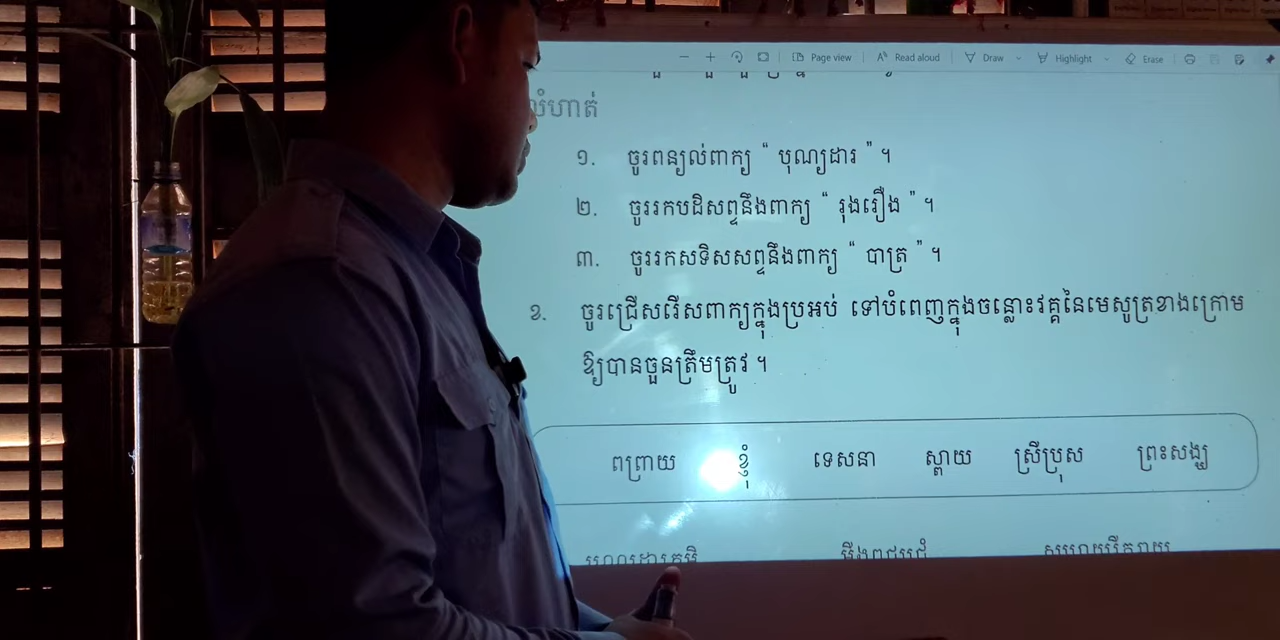 Page view Read aloud Draw Highlight Erase
លំហាត់
១. ចូរពន្យល់ពាក្យ “ បុណ្យដារ ” ។
២. ចូររកបដិសព្ទនឹងពាក្យ “ រុងរឿង ” ។
៣. ចូររកសទិសសព្ទនឹងពាក្យ “ បាត្រ ” ។
ខ. ចូរជ្រើសរើសពាក្យក្នុងប្រអប់ ទៅបំពេញក្នុងចន្លោះវគ្គនៃមេសូត្រខាងក្រោម
ឱ្យបានចួនត្រឹមត្រូវ ។
ពព្រាយ ខ្ញុំ ទេសនា ស្ពាយ ស្រីប្រុស ព្រះសង្ឃ